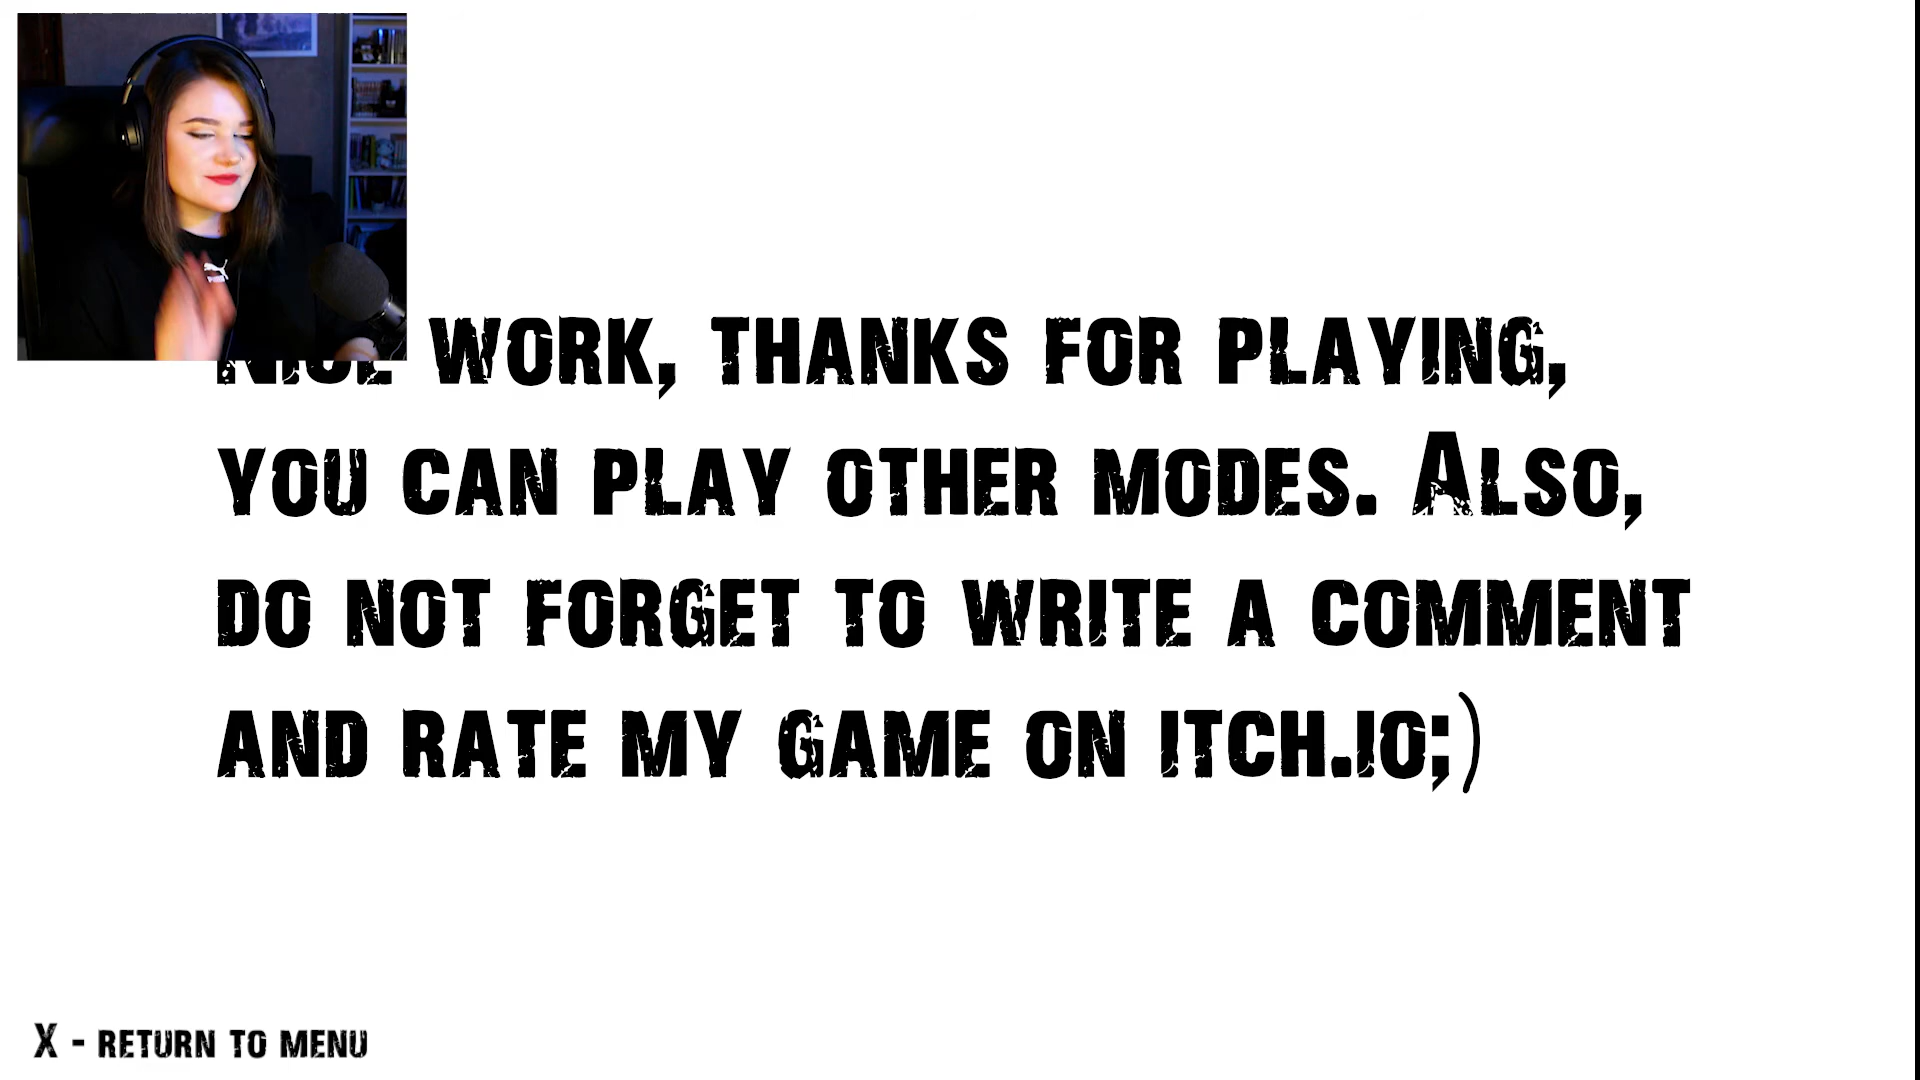 Nice work, thanks for playing,
you can play other modes. Also,
do not forget to write a comment
and rate my game on itch.io;)
X - return to menu